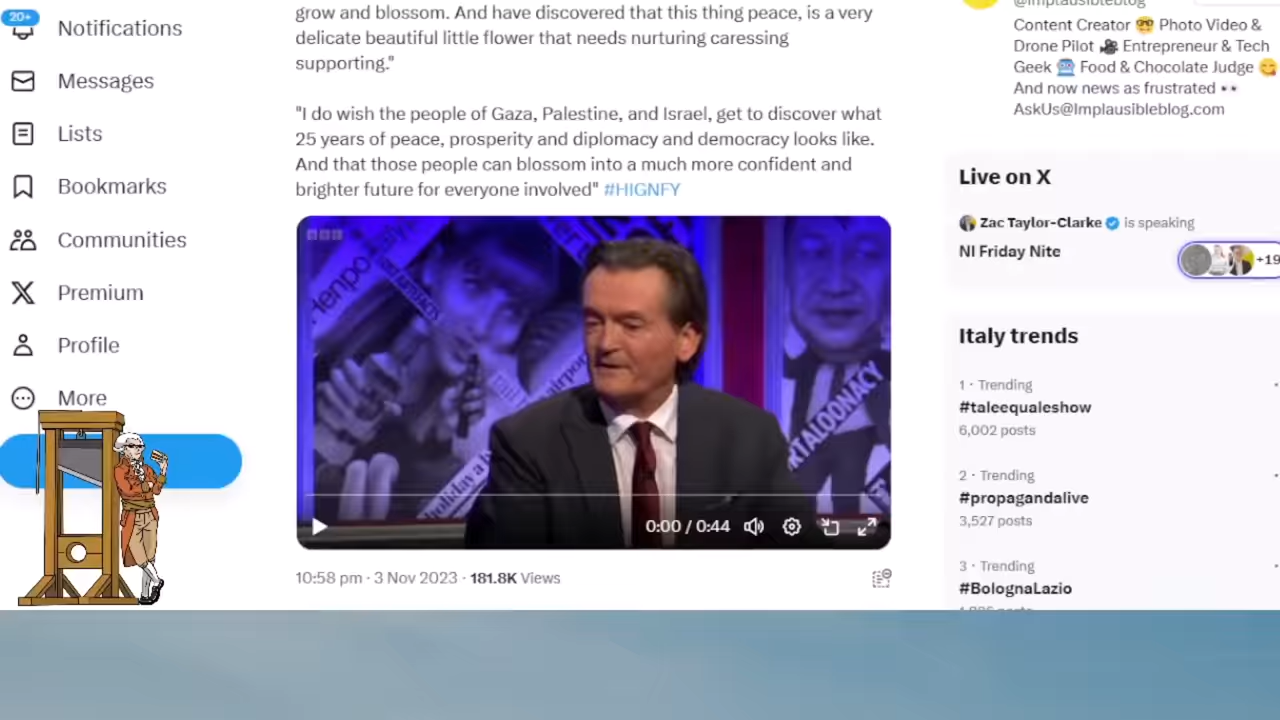 20+
Notifications
Messages
Lists
Bookmarks
Communities
Premium
Profile
More
grow and blossom. And have discovered that this thing peace, is a very
delicate beautiful little flower that needs nurturing caressing
supporting."
"I do wish the people of Gaza, Palestine, and Israel, get to discover what
25 years of peace, prosperity and diplomacy and democracy looks like.
And that those people can blossom into a much more confident and
brighter future for everyone involved" #HIGNFY
BBC
Henpo
airport
holiday a
RTALOONACY
0:00 / 0:44
10:58 pm · 3 Nov 2023 · 181.8K Views
@implausibleblog
Content Creator 🤓 Photo Video &
Drone Pilot 🎥 Entrepreneur & Tech
Geek 🤖 Food & Chocolate Judge 😋
And now news as frustrated 👀
AskUs@Implausibleblog.com
Live on X
Zac Taylor-Clarke is speaking
NI Friday Nite
+19
Italy trends
1 · Trending
#taleequaleshow
6,002 posts
2 · Trending
#propagandalive
3,527 posts
3 · Trending
#BolognaLazio